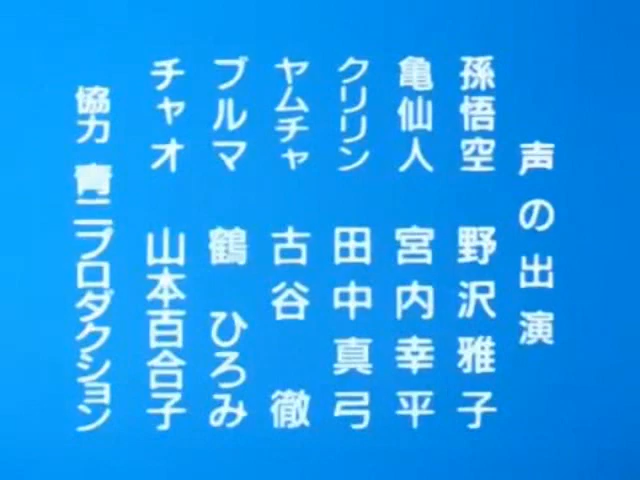 声の出演
孫悟空 野沢雅子
亀仙人 宮内幸平
クリリン 田中真弓
ヤムチャ 古谷 徹
ブルマ 鶴 ひろみ
チャオ 山本百合子
協力 青二プロダクション